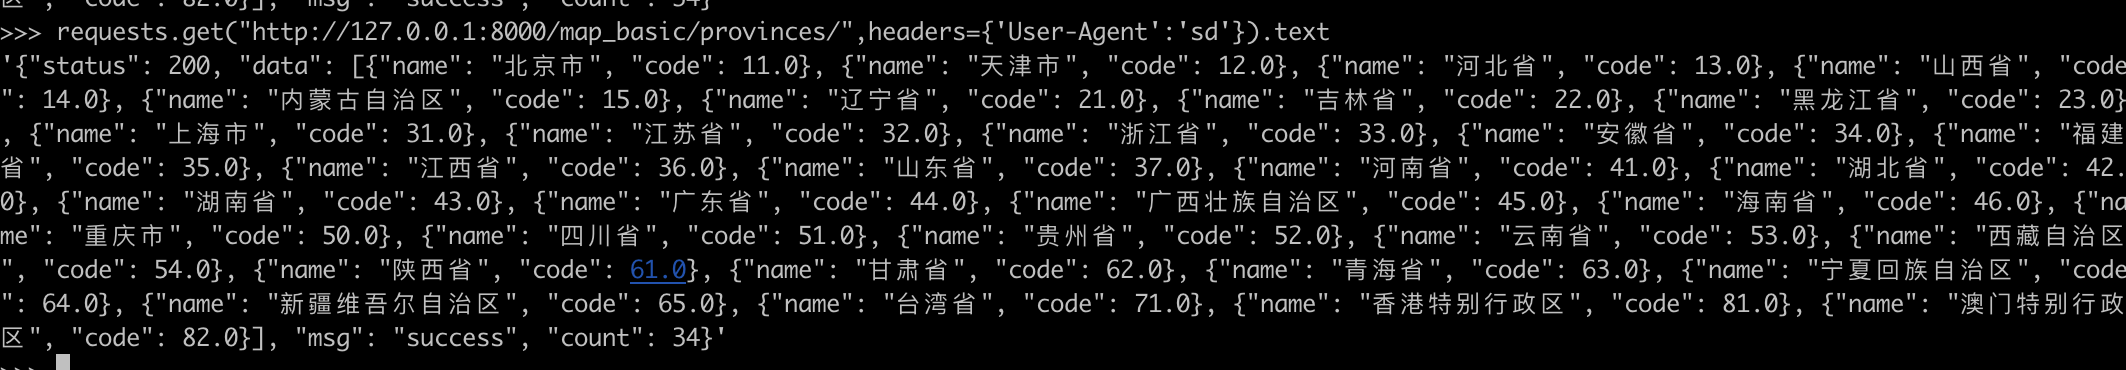 区", "code": 82.0}], "msg": "success", "count": 34}
>>> requests.get("http://127.0.0.1:8000/map_basic/provinces/",headers={'User-Agent':'sd'}).text
'{"status": 200, "data": [{"name": "北京市", "code": 11.0}, {"name": "天津市", "code": 12.0}, {"name": "河北省", "code": 13.0}, {"name": "山西省", "code
": 14.0}, {"name": "内蒙古自治区", "code": 15.0}, {"name": "辽宁省", "code": 21.0}, {"name": "吉林省", "code": 22.0}, {"name": "黑龙江省", "code": 23.0}
, {"name": "上海市", "code": 31.0}, {"name": "江苏省", "code": 32.0}, {"name": "浙江省", "code": 33.0}, {"name": "安徽省", "code": 34.0}, {"name": "福建
省", "code": 35.0}, {"name": "江西省", "code": 36.0}, {"name": "山东省", "code": 37.0}, {"name": "河南省", "code": 41.0}, {"name": "湖北省", "code": 42.
0}, {"name": "湖南省", "code": 43.0}, {"name": "广东省", "code": 44.0}, {"name": "广西壮族自治区", "code": 45.0}, {"name": "海南省", "code": 46.0}, {"na
me": "重庆市", "code": 50.0}, {"name": "四川省", "code": 51.0}, {"name": "贵州省", "code": 52.0}, {"name": "云南省", "code": 53.0}, {"name": "西藏自治区
", "code": 54.0}, {"name": "陕西省", "code": 61.0}, {"name": "甘肃省", "code": 62.0}, {"name": "青海省", "code": 63.0}, {"name": "宁夏回族自治区", "code
": 64.0}, {"name": "新疆维吾尔自治区", "code": 65.0}, {"name": "台湾省", "code": 71.0}, {"name": "香港特别行政区", "code": 81.0}, {"name": "澳门特别行政
区", "code": 82.0}], "msg": "success", "count": 34}'
>>>